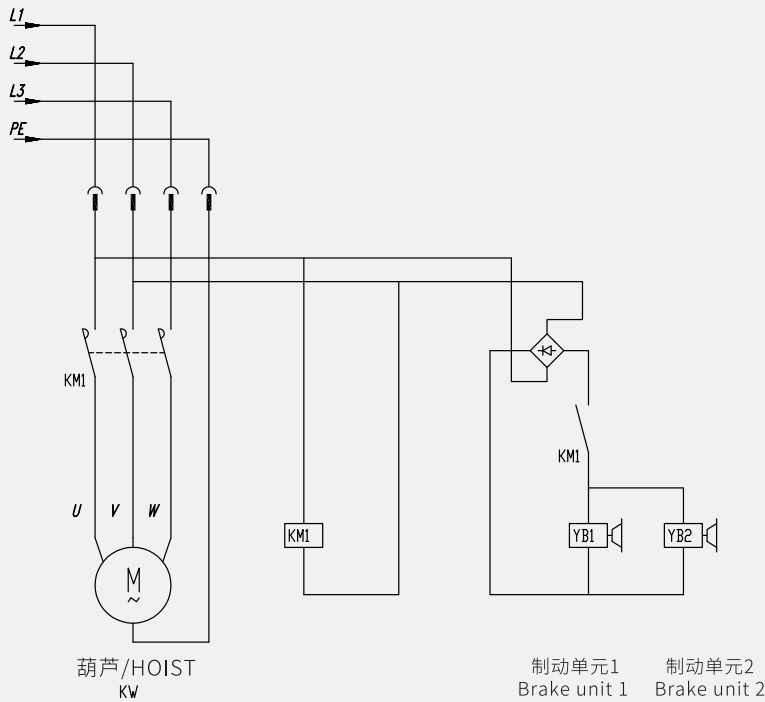 L1
L2
L3
PE
KM1
KM1
U V W
KM1
YB1
YB2
M
~
葫芦/HOIST
KW
制动单元1
Brake unit 1
制动单元2
Brake unit 2